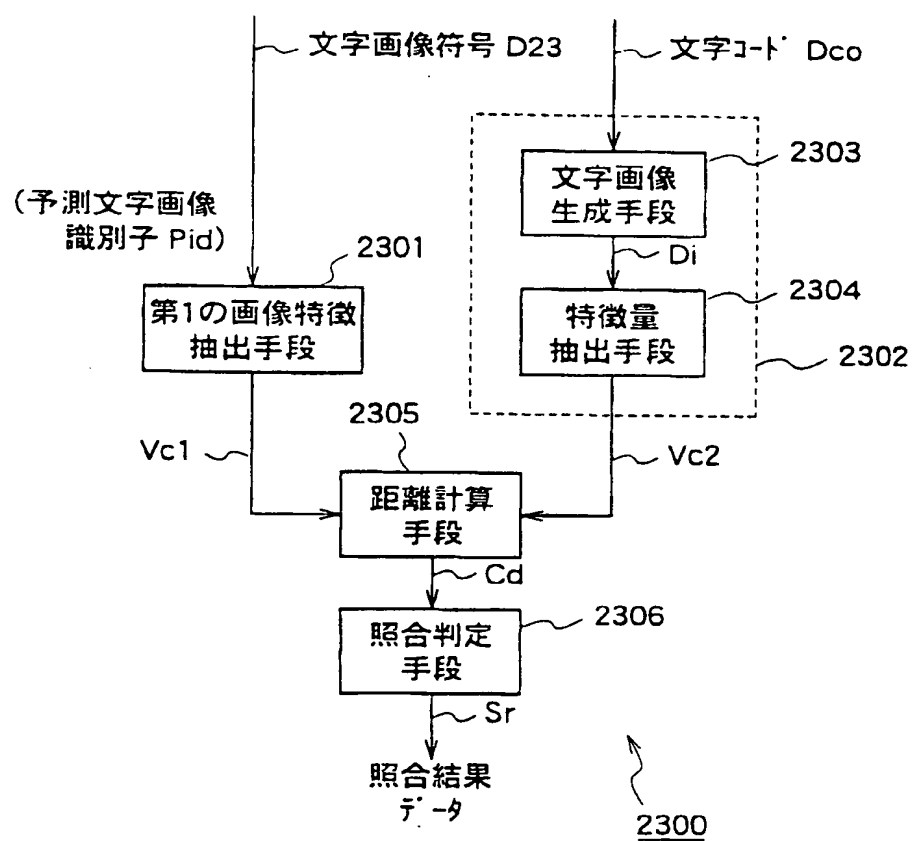 文字画像符号 D23
文字コード Dco
2303
文字画像
生成手段
(予測文字画像
識別子 Pid)
Di
2301
2304
第1の画像特徴
抽出手段
特徴量
抽出手段
2302
2305
Vc1
Vc2
距離計算
手段
Cd
2306
照合判定
手段
Sr
照合結果
データ
2300